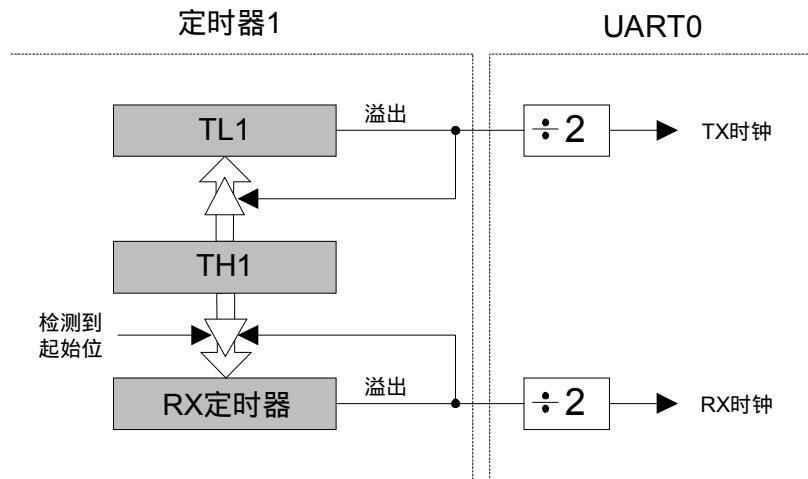 定时器1
UART0
TL1
溢出
÷2
TX时钟
TH1
检测到
起始位
RX定时器
溢出
÷2
RX时钟